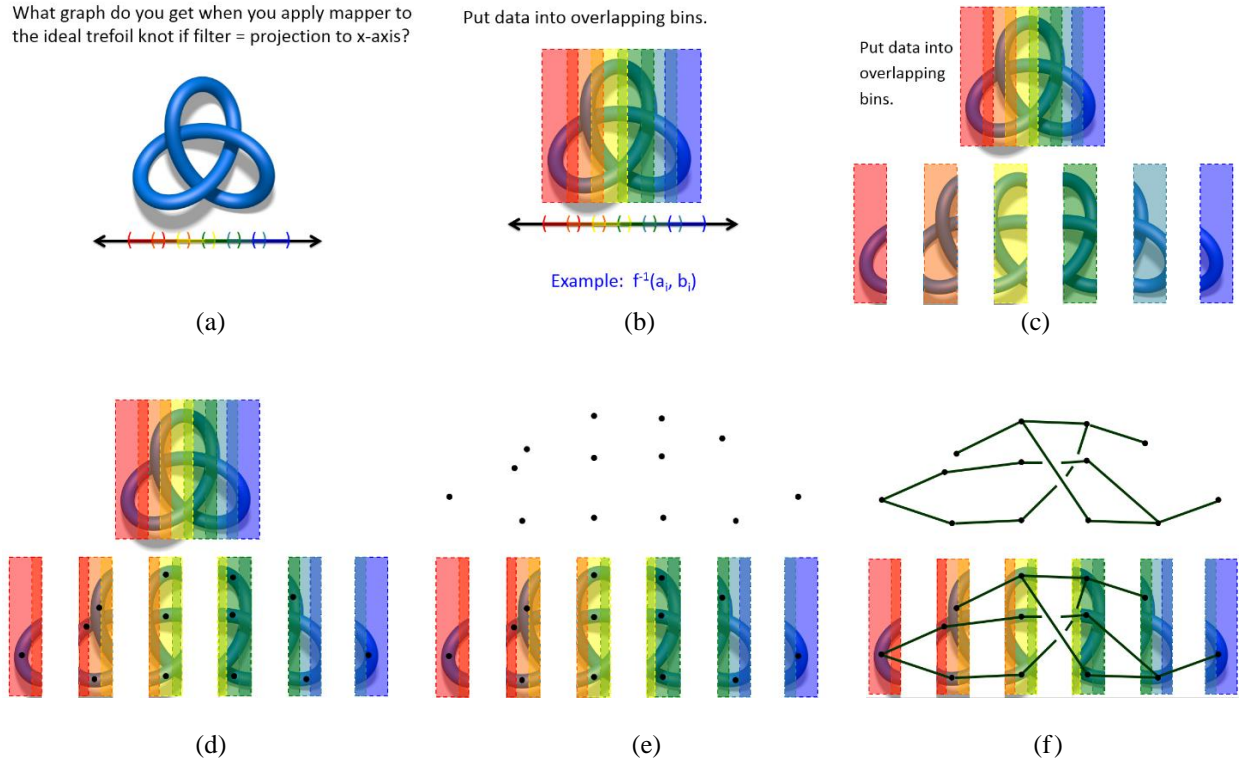 What graph do you get when you apply mapper to
the ideal trefoil knot if filter = projection to x-axis?
(a)
Put data into overlapping bins.
Example: f⁻¹(aᵢ, bᵢ)
(b)
Put data into
overlapping
bins.
(c)
(d)
(e)
(f)